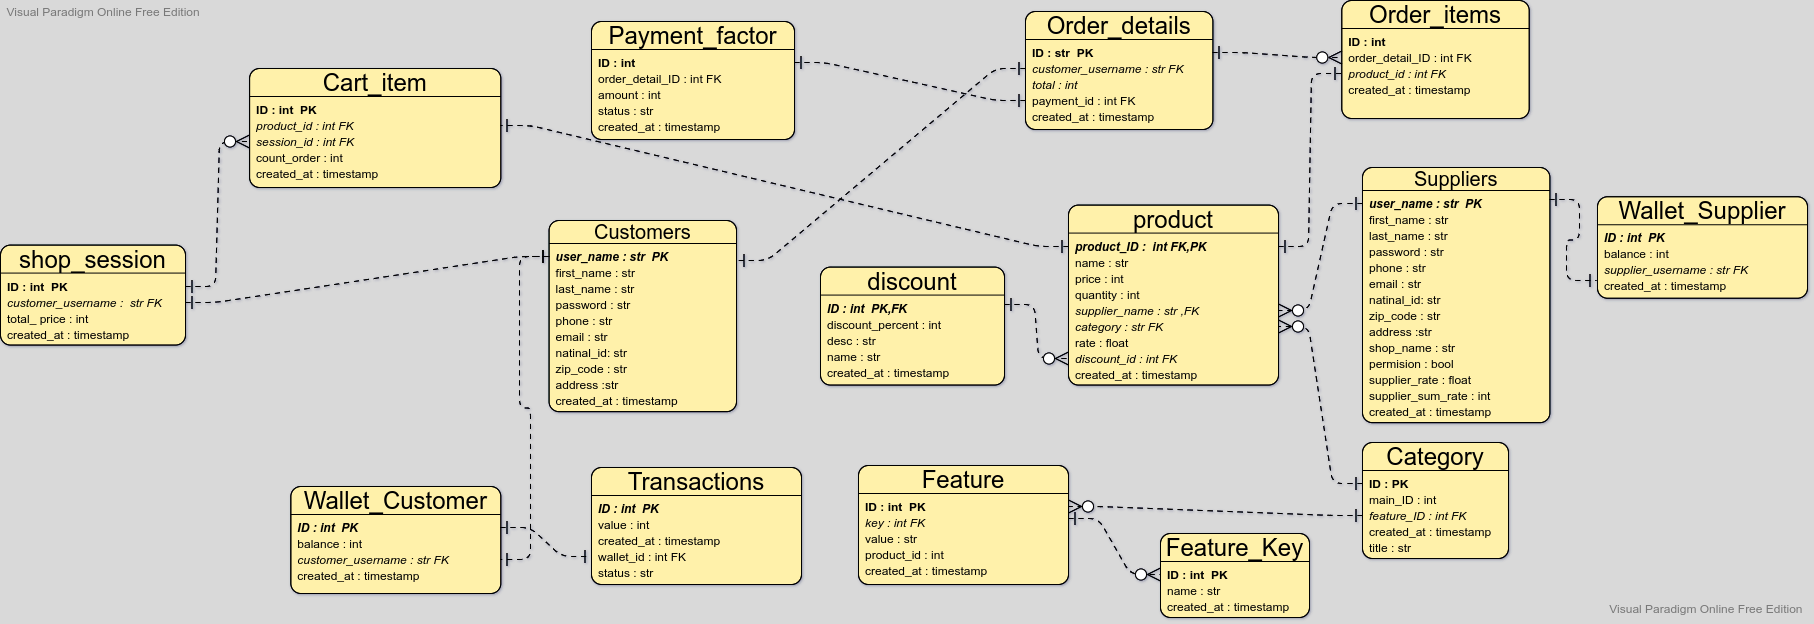 Visual Paradigm Online Free Edition
Cart_item
ID : int  PK
product_id : int FK
session_id : int FK
count_order : int
created_at : timestamp
Payment_factor
ID : int
order_detail_ID : int FK
amount : int
status : str
created_at : timestamp
Order_details
ID : str  PK
customer_username : str FK
total : int
payment_id : int FK
created_at : timestamp
Order_items
ID : int
order_detail_ID : int FK
product_id : int FK
created_at : timestamp
shop_session
ID : int  PK
customer_username :  str FK
total_ price : int
created_at : timestamp
Customers
user_name : str  PK
first_name : str
last_name : str
password : str
phone : str
email : str
natinal_id: str
zip_code : str
address :str
created_at : timestamp
discount
ID : int  PK,FK
discount_percent : int
desc : str
name : str
created_at : timestamp
product
product_ID :  int FK,PK
name : str
price : int
quantity : int
supplier_name : str ,FK
category : str FK
rate : float
discount_id : int FK
created_at : timestamp
Suppliers
user_name : str  PK
first_name : str
last_name : str
password : str
phone : str
email : str
natinal_id: str
zip_code : str
address :str
shop_name : str
permision : bool
supplier_rate : float
supplier_sum_rate : int
created_at : timestamp
Wallet_Supplier
ID : int  PK
balance : int
supplier_username : str FK
created_at : timestamp
Wallet_Customer
ID : int  PK
balance : int
customer_username : str FK
created_at : timestamp
Transactions
ID : int  PK
value : int
created_at : timestamp
wallet_id : int FK
status : str
Feature
ID : int  PK
key : int FK
value : str
product_id : int
created_at : timestamp
Feature_Key
ID : int  PK
name : str
created_at : timestamp
Category
ID : PK
main_ID : int
feature_ID : int FK
created_at : timestamp
title : str
Visual Paradigm Online Free Edition